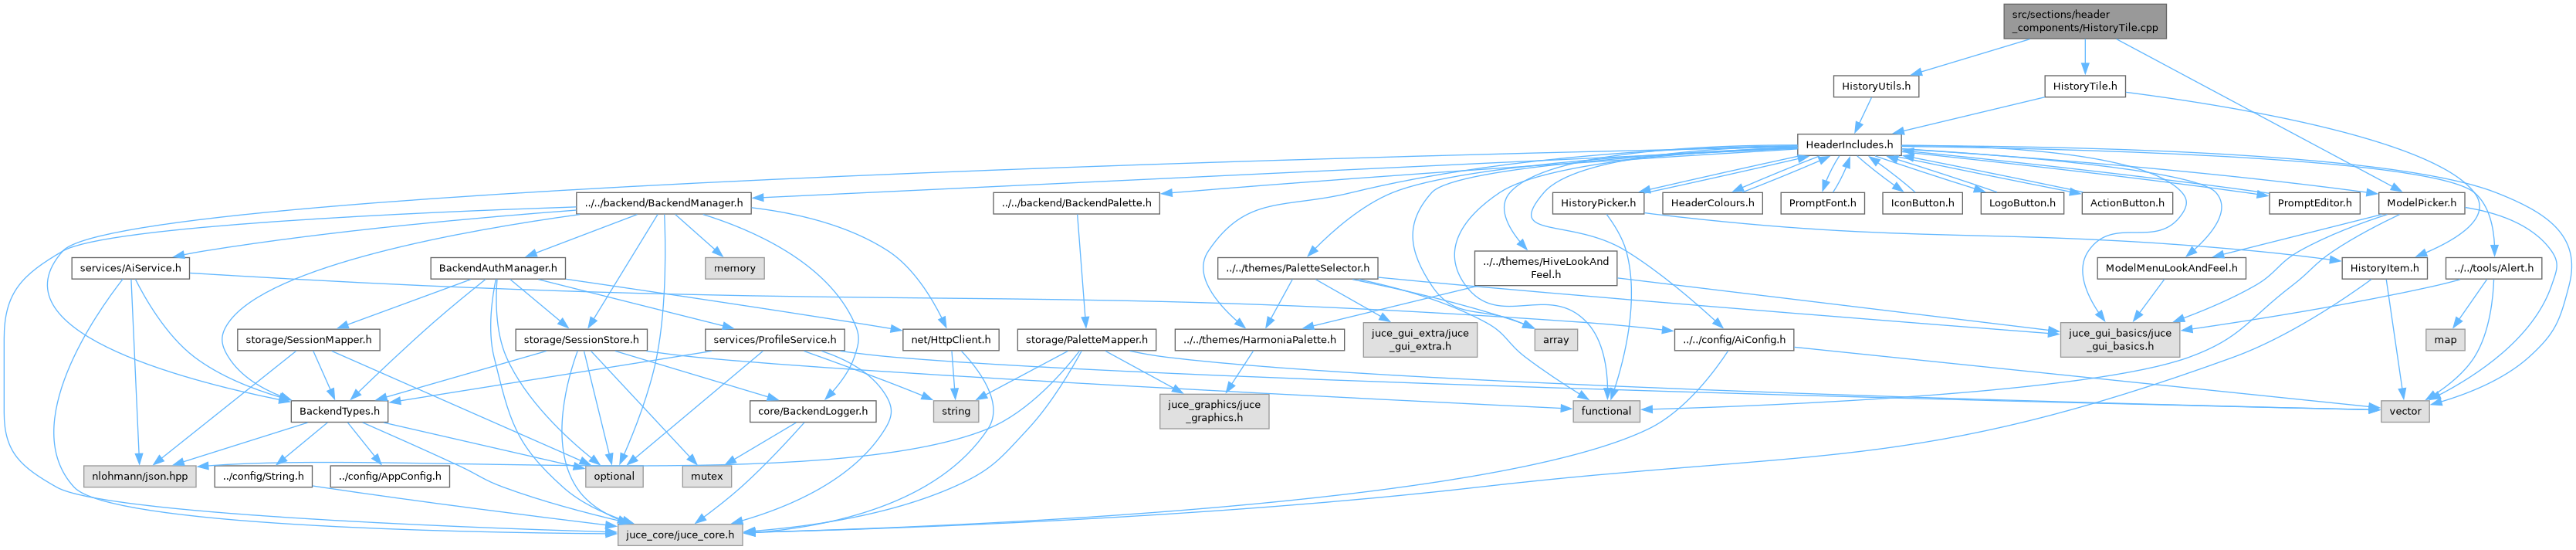 src/sections/header
_components/HistoryTile.cpp
HistoryUtils.h
HistoryTile.h
HeaderIncludes.h
../../backend/BackendManager.h
../../backend/BackendPalette.h
HistoryPicker.h
HeaderColours.h
PromptFont.h
IconButton.h
LogoButton.h
ActionButton.h
PromptEditor.h
ModelPicker.h
services/AiService.h
BackendAuthManager.h
memory
../../themes/PaletteSelector.h
../../themes/HiveLookAnd
Feel.h
ModelMenuLookAndFeel.h
HistoryItem.h
../../tools/Alert.h
storage/SessionMapper.h
storage/SessionStore.h
services/ProfileService.h
net/HttpClient.h
storage/PaletteMapper.h
../../themes/HarmoniaPalette.h
juce_gui_extra/juce
_gui_extra.h
array
../../config/AiConfig.h
juce_gui_basics/juce
_gui_basics.h
map
BackendTypes.h
core/BackendLogger.h
string
juce_graphics/juce
_graphics.h
functional
vector
nlohmann/json.hpp
../config/String.h
../config/AppConfig.h
optional
mutex
juce_core/juce_core.h